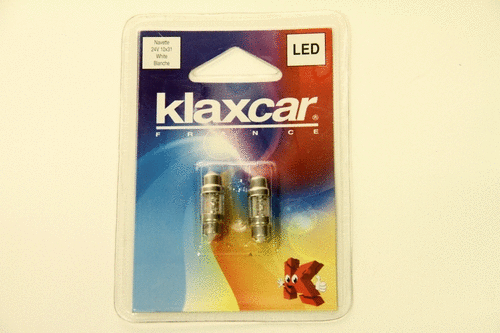 Navette
24V 10x31
White
Blanche
LED
klaxcar
FRANCE